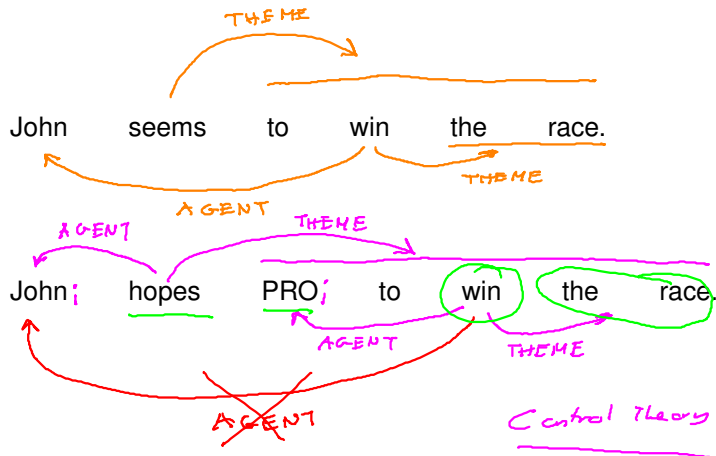 THEME
John seems to win the race.
AGENT THEME
AGENT THEME
John i hopes PRO i to win the race.
AGENT THEME
AGENT
Control Theory